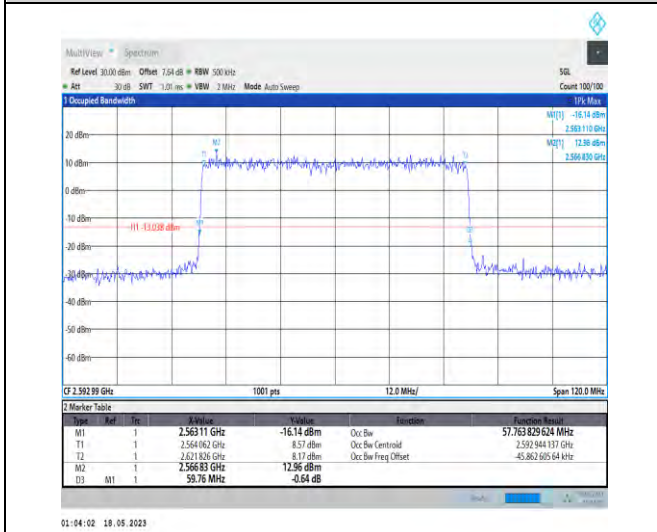 MultiView Spectrum
Ref Level 30.00 dBm Offset 7.64 dB RBW 500 kHz SGL
Att 30 dB SWT 1.01 ms VBW 2 MHz Mode Auto Sweep Count 100/100
1 Occupied Bandwidth 1Pk Max
M1[1] -16.14 dBm
2.563 110 GHz
M2[1] 12.96 dBm
2.566 830 GHz
20 dBm
M2
T1 T2
10 dBm
0 dBm
-10 dBm
H1 -13.038 dBm
M1
-20 dBm
-30 dBm
-40 dBm
-50 dBm
-60 dBm
CF 2.592 99 GHz 1001 pts 12.0 MHz/ Span 120.0 MHz
2 Marker Table
Type Ref Trc X-Value Y-Value Function Function Result
M1 1 2.563 11 GHz -16.14 dBm Occ Bw 57.763 829 624 MHz
T1 1 2.564 062 GHz 8.57 dBm Occ Bw Centroid 2.592 944 137 GHz
T2 1 2.621 826 GHz 8.17 dBm Occ Bw Freq Offset -45.862 605 64 kHz
M2 1 2.566 83 GHz 12.96 dBm
D3 M1 1 59.76 MHz -0.64 dB
01:04:02 18.05.2023